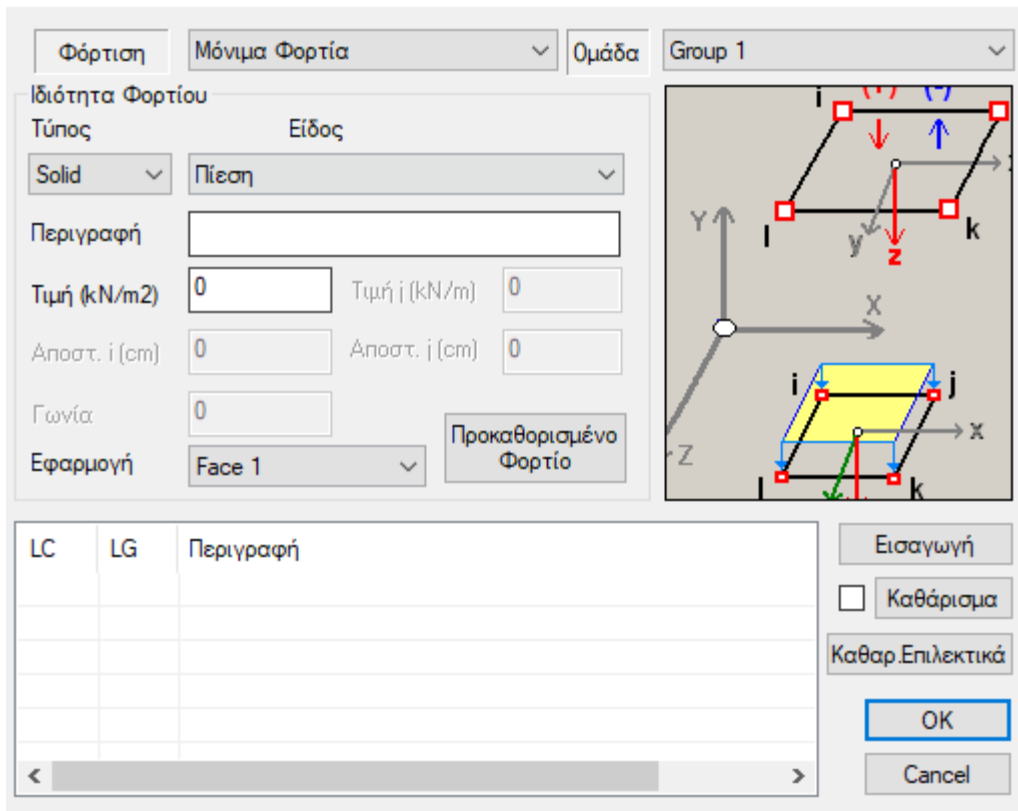 Φόρτιση Μόνιμα Φορτία Ομάδα Group 1
Ιδιότητα Φορτίου
Τύπος Είδος
Solid Πίεση
Περιγραφή
Τιμή (kN/m2) 0 Τιμή j (kN/m) 0
Αποστ. i (cm) 0 Αποστ. j (cm) 0
Γωνία 0
Προκαθορισμένο
Φορτίο
Εφαρμογή Face 1
i
l
k
y
z
Y
X
Z
i
j
x
l
k
LC LG Περιγραφή
Εισαγωγή
Καθάρισμα
Καθαρ.Επιλεκτικά
OK
Cancel